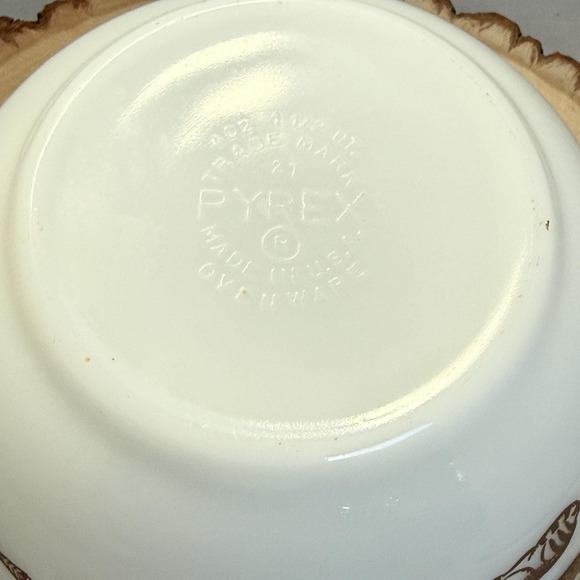 402 1 1/2 QT.
TRADE MARK
21
PYREX
®
MADE IN U.S.A.
OVENWARE